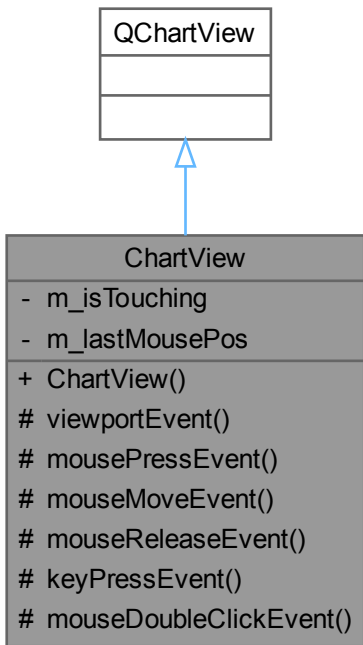 QChartView
ChartView
- m_isTouching
- m_lastMousePos
+ ChartView()
# viewportEvent()
# mousePressEvent()
# mouseMoveEvent()
# mouseReleaseEvent()
# keyPressEvent()
# mouseDoubleClickEvent()